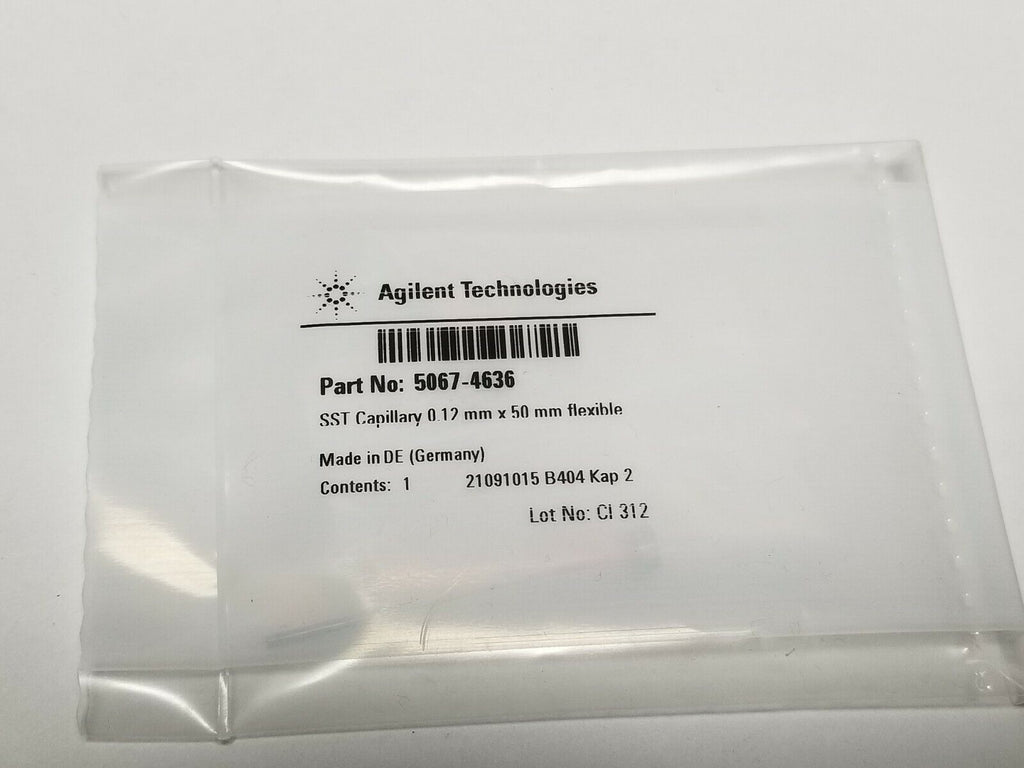 Agilent Technologies
Part No: 5067-4636
SST Capillary 0.12 mm x 50 mm flexible
Made in DE (Germany)
Contents: 1 21091015 B404 Kap 2
Lot No: CI 312